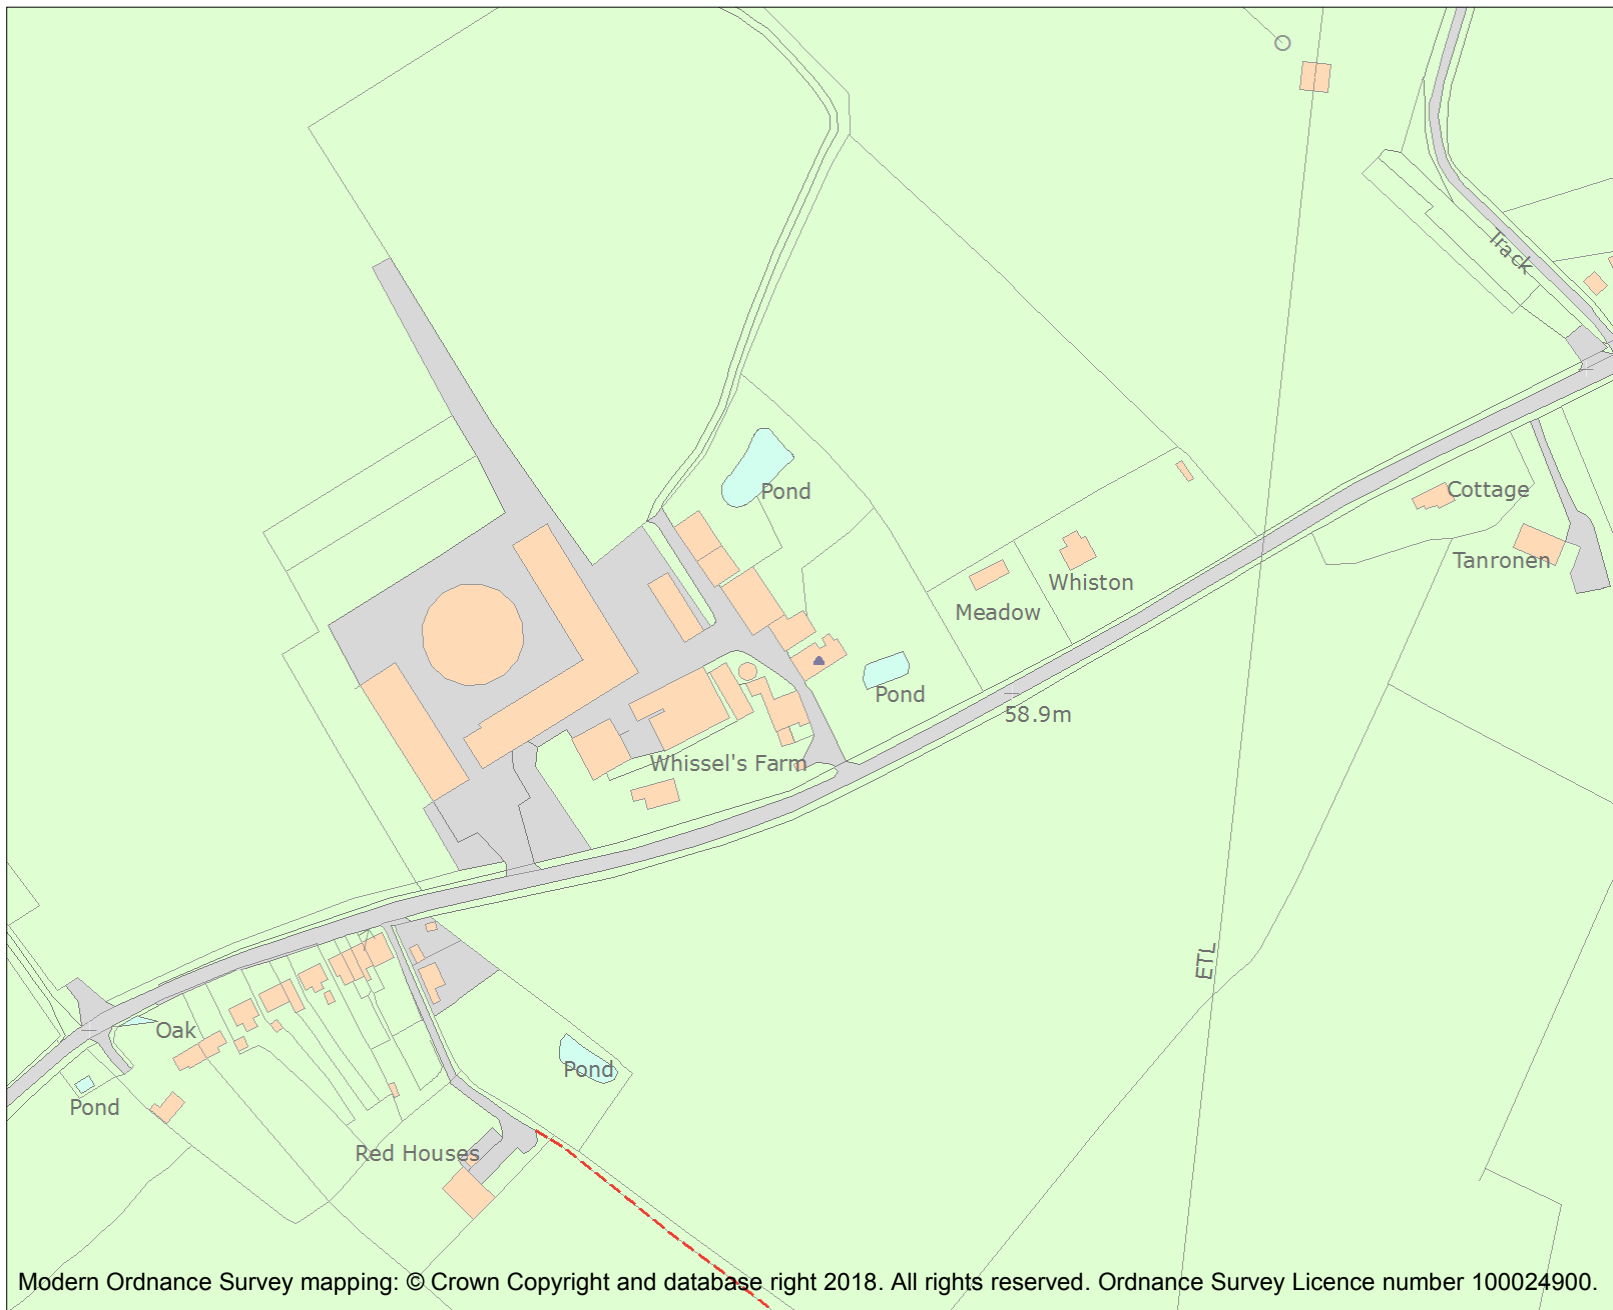 Track
Pond
Cottage
Tanronen
Whiston
Meadow
Pond
58.9m
Whissel's Farm
ETL
Oak
Pond
Pond
Red Houses
Modern Ordnance Survey mapping: © Crown Copyright and database right 2018. All rights reserved. Ordnance Survey Licence number 100024900.